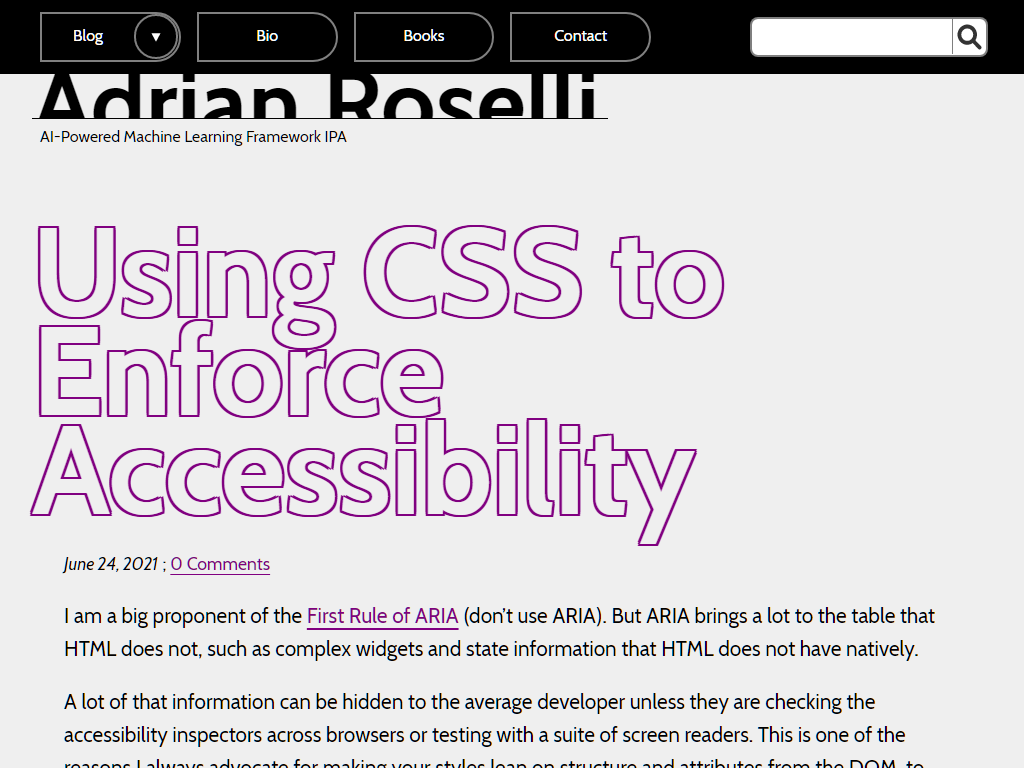 Blog ▼ Bio Books Contact
Adrian Roselli
AI-Powered Machine Learning Framework IPA
Using CSS to
Enforce
Accessibility
June 24, 2021 ; 0 Comments
I am a big proponent of the First Rule of ARIA (don’t use ARIA). But ARIA brings a lot to the table that
HTML does not, such as complex widgets and state information that HTML does not have natively.
A lot of that information can be hidden to the average developer unless they are checking the
accessibility inspectors across browsers or testing with a suite of screen readers. This is one of the
reasons I always advocate for making your styles lean on structure and attributes from the DOM, to